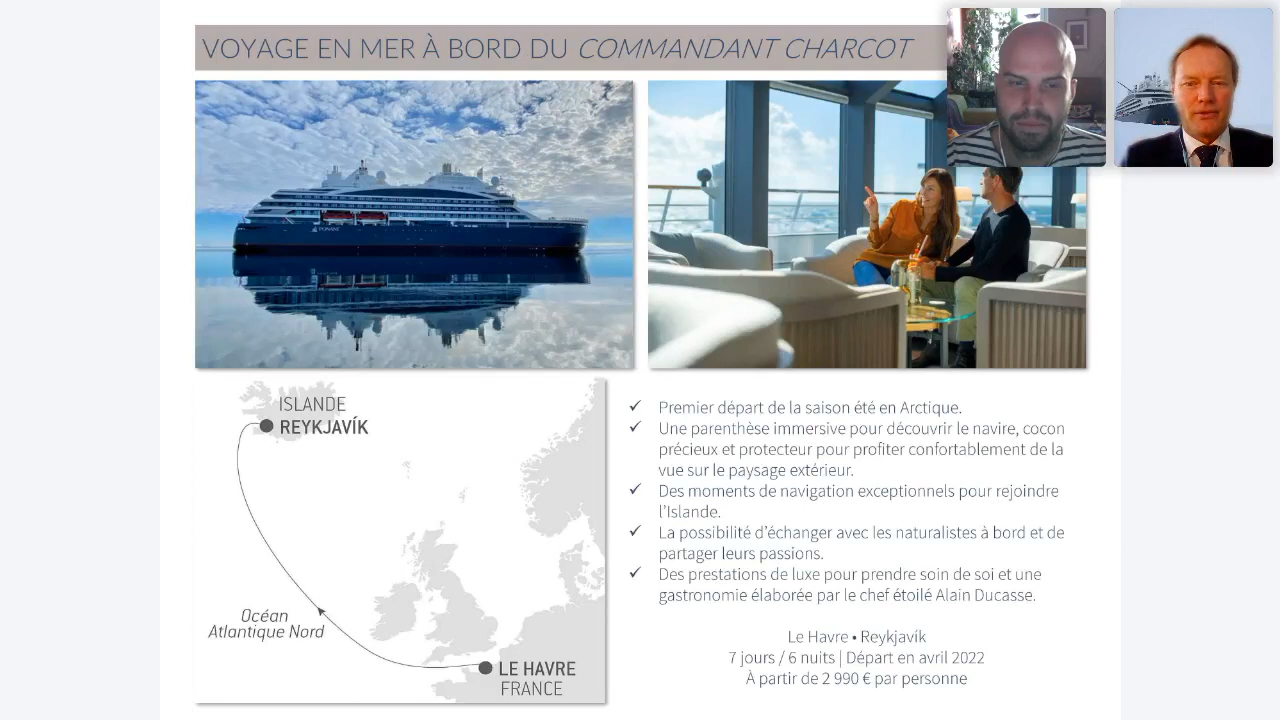 VOYAGE EN MER À BORD DU COMMANDANT CHARCOT
PONANT
ISLANDE
REYKJAVÍK
Océan
Atlantique Nord
LE HAVRE
FRANCE
✓ Premier départ de la saison été en Arctique.
✓ Une parenthèse immersive pour découvrir le navire, cocon
précieux et protecteur pour profiter confortablement de la
vue sur le paysage extérieur.
✓ Des moments de navigation exceptionnels pour rejoindre
l'Islande.
✓ La possibilité d'échanger avec les naturalistes à bord et de
partager leurs passions.
✓ Des prestations de luxe pour prendre soin de soi et une
gastronomie élaborée par le chef étoilé Alain Ducasse.
Le Havre • Reykjavík
7 jours / 6 nuits | Départ en avril 2022
À partir de 2 990 € par personne